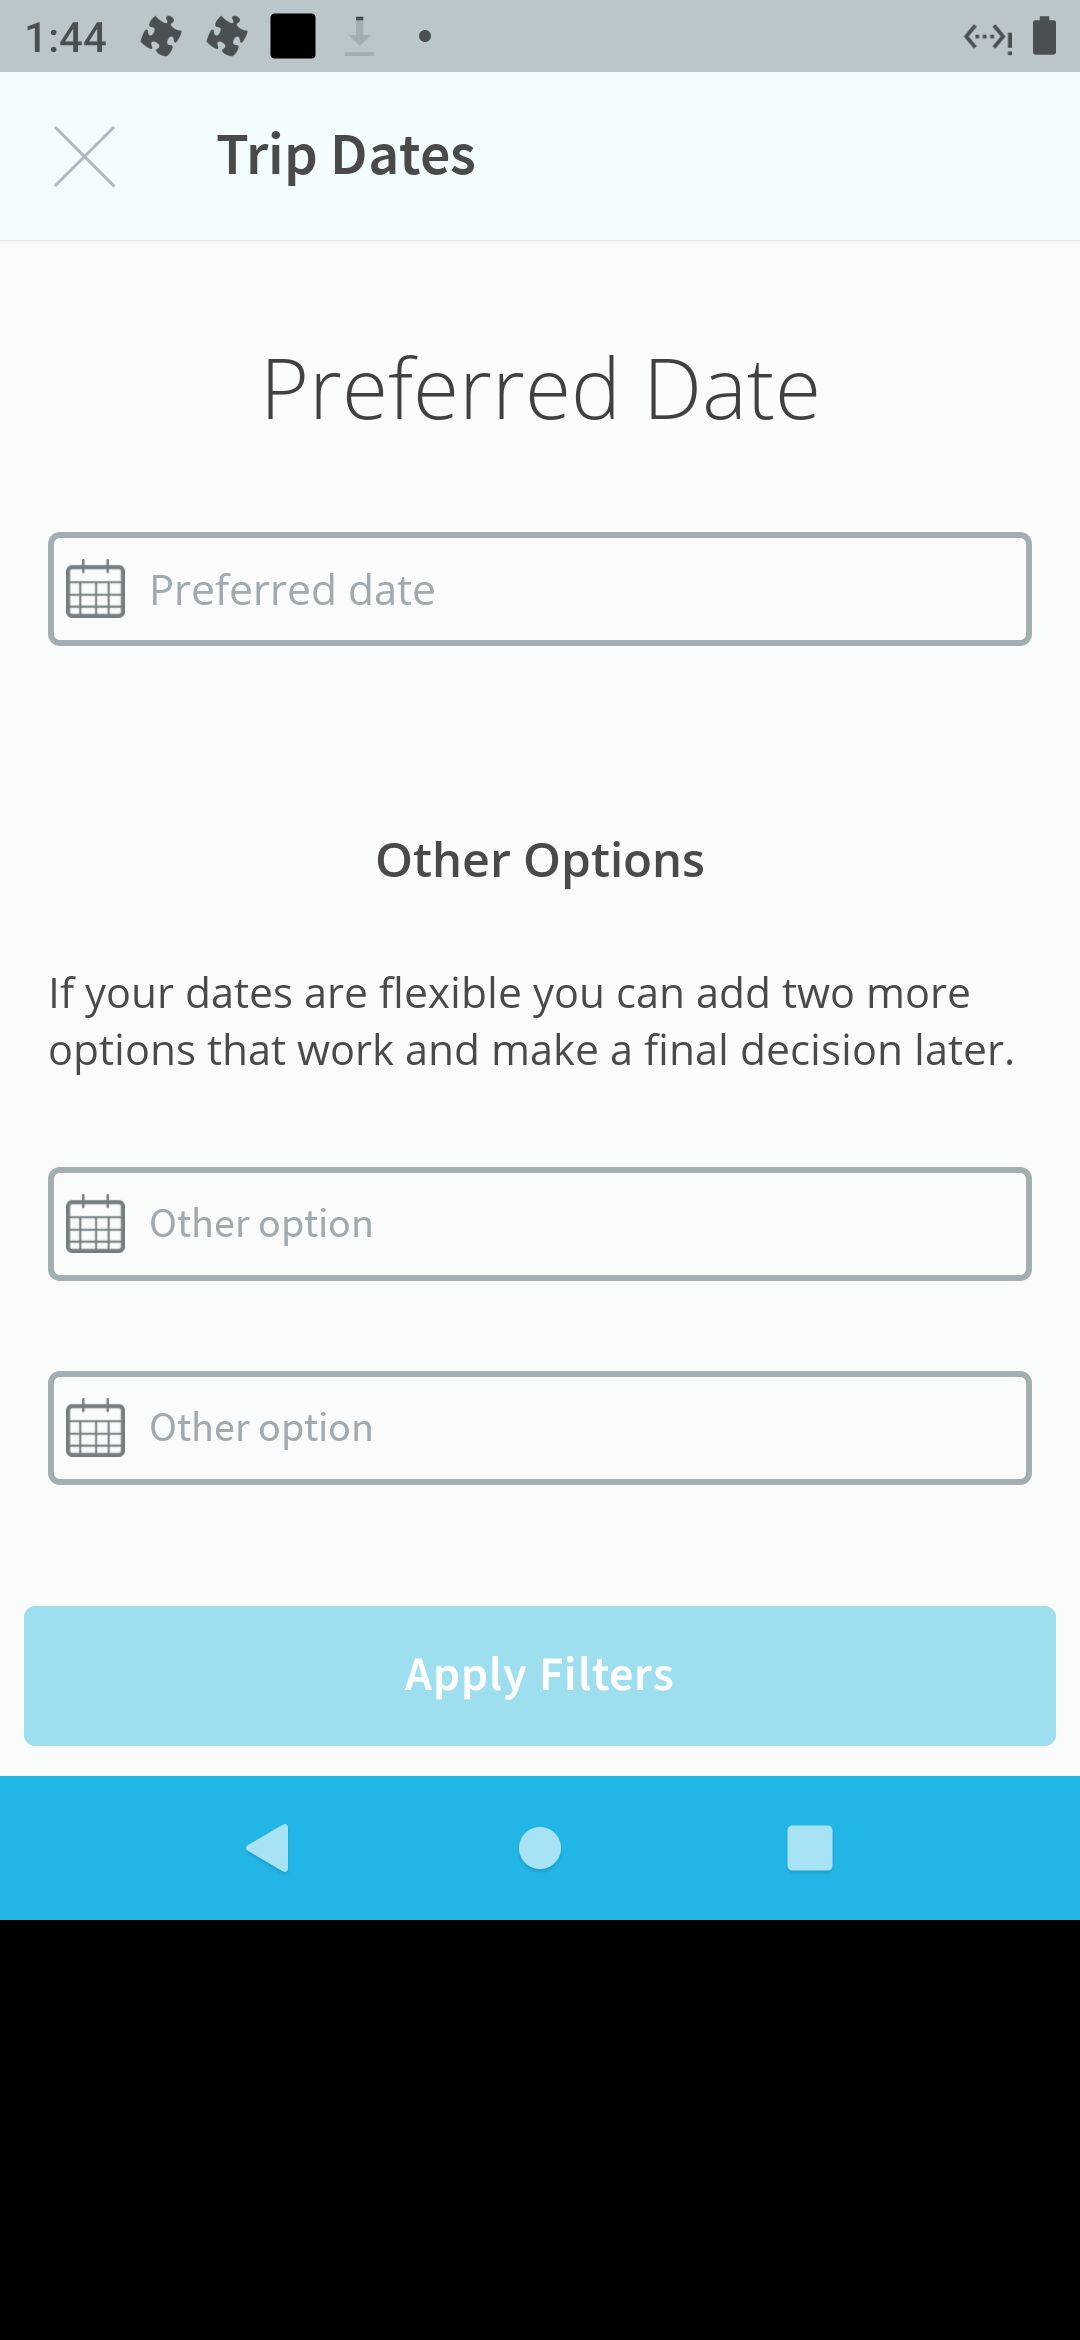 1:44
Trip Dates
Preferred Date
Preferred date
Other Options
If your dates are flexible you can add two more
options that work and make a final decision later.
Other option
Other option
Apply Filters